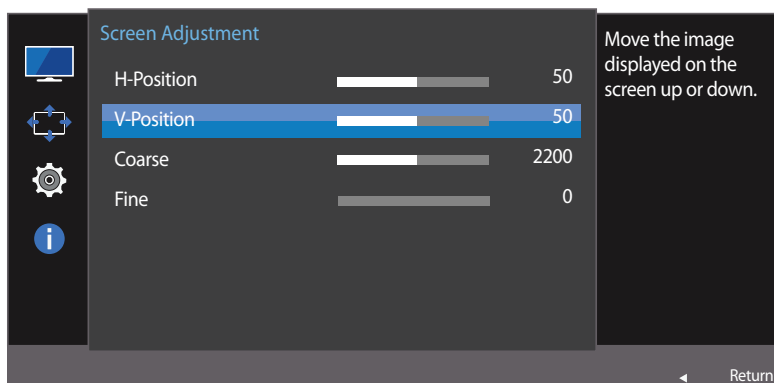 Screen Adjustment
H-Position 50
V-Position 50
Coarse 2200
Fine 0
Move the image
displayed on the
screen up or down.
i
Return